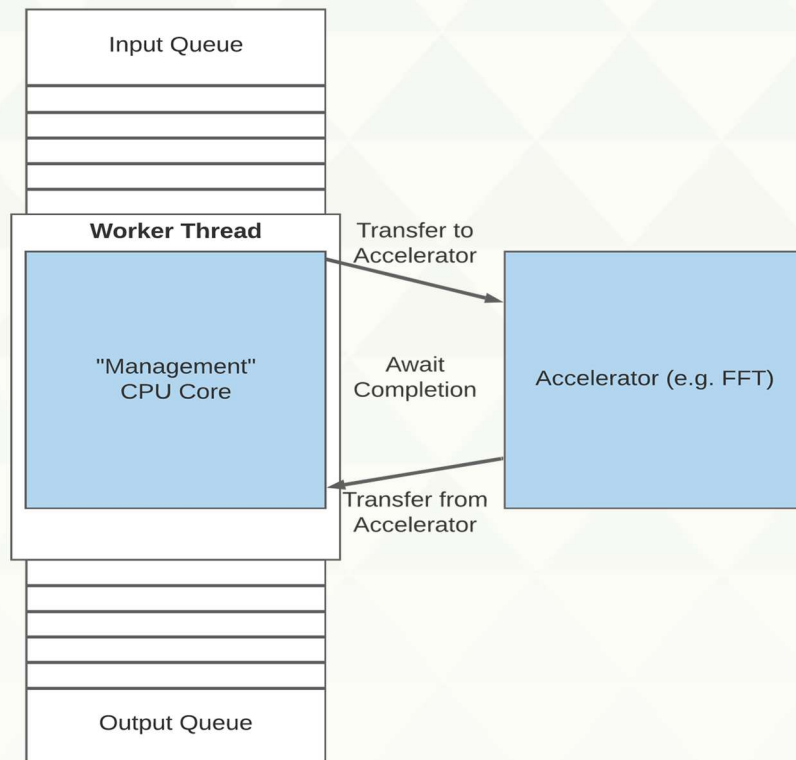 Input Queue
Worker Thread
Transfer to
Accelerator
"Management"
CPU Core
Await
Completion
Accelerator (e.g. FFT)
Transfer from
Accelerator
Output Queue